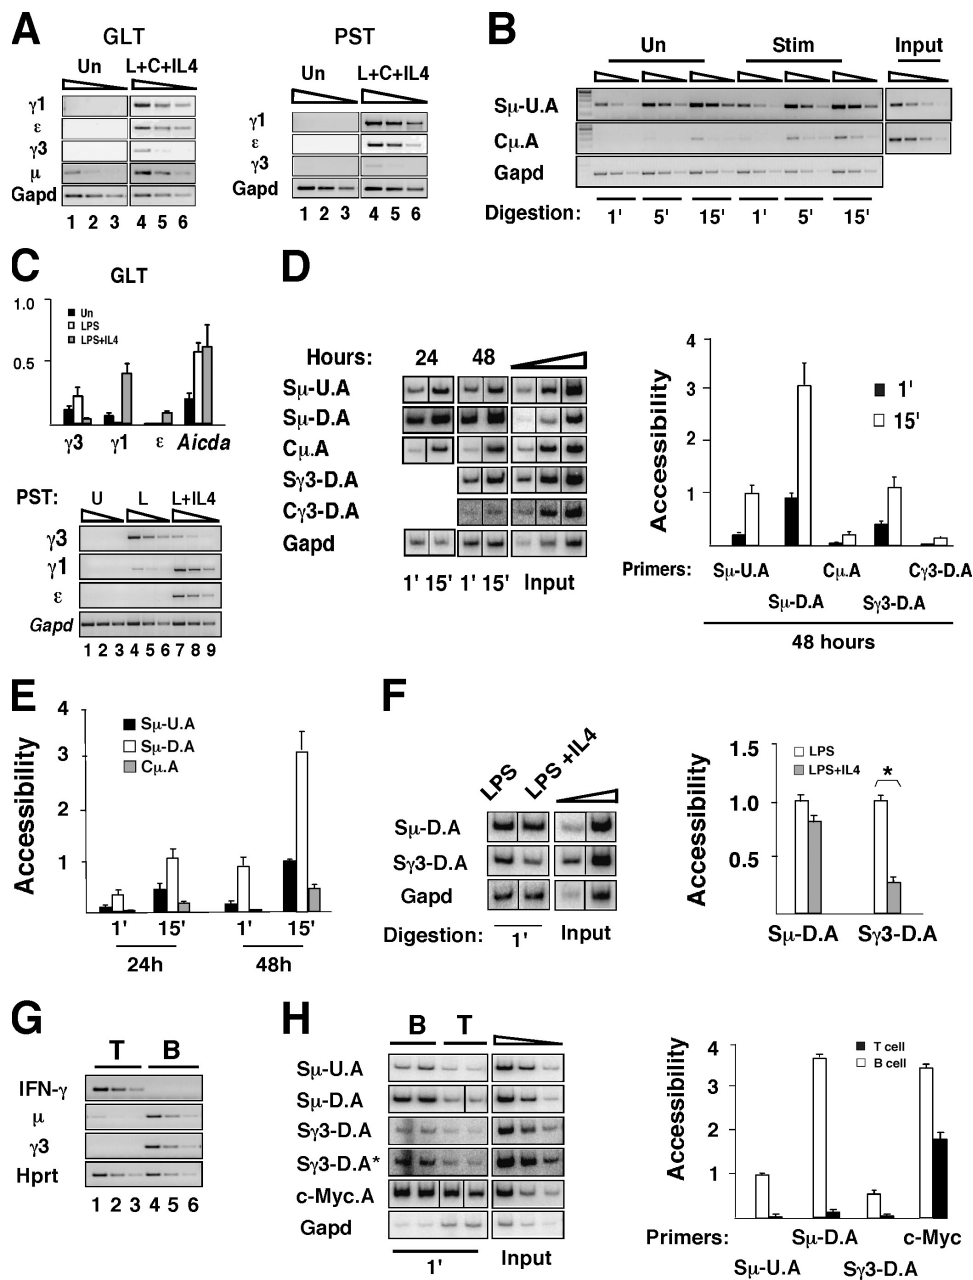 A
GLT
PST
Un
L+C+IL4
Un
L+C+IL4
γ1
ε
γ3
μ
Gapd
1 2 3 4 5 6
γ1
ε
γ3
Gapd
1 2 3 4 5 6
B
Un
Stim
Input
Sμ-U.A
Cμ.A
Gapd
Digestion: 1' 5' 15' 1' 5' 15'
C
GLT
1.0
0.5
Un
LPS
LPS+IL4
γ3 γ1 ε Aicda
PST: U L L+IL4
γ3
γ1
ε
Gapd
1 2 3 4 5 6 7 8 9
D
Hours: 24 48
Sμ-U.A
Sμ-D.A
Cμ.A
Sγ3-D.A
Cγ3-D.A
Gapd
1' 15' 1' 15' Input
Accessibility
4
3
2
1
1'
15'
Primers: Sμ-U.A Cμ.A Cγ3-D.A
Sμ-D.A Sγ3-D.A
48 hours
E
Accessibility
4
3
2
1
Sμ-U.A
Sμ-D.A
Cμ.A
1' 15' 1' 15'
24h 48h
F
LPS
LPS +IL4
Sμ-D.A
Sγ3-D.A
Gapd
Digestion: 1' Input
Accessibility
1.5
1.0
0.5
LPS
LPS+IL4
*
Sμ-D.A Sγ3-D.A
G
T B
IFN-γ
μ
γ3
Hprt
1 2 3 4 5 6
H
B T
Sμ-U.A
Sμ-D.A
Sγ3-D.A
Sγ3-D.A*
c-Myc.A
Gapd
1' Input
Accessibility
4
3
2
1
T cell
B cell
Primers: Sμ-D.A c-Myc
Sμ-U.A Sγ3-D.A